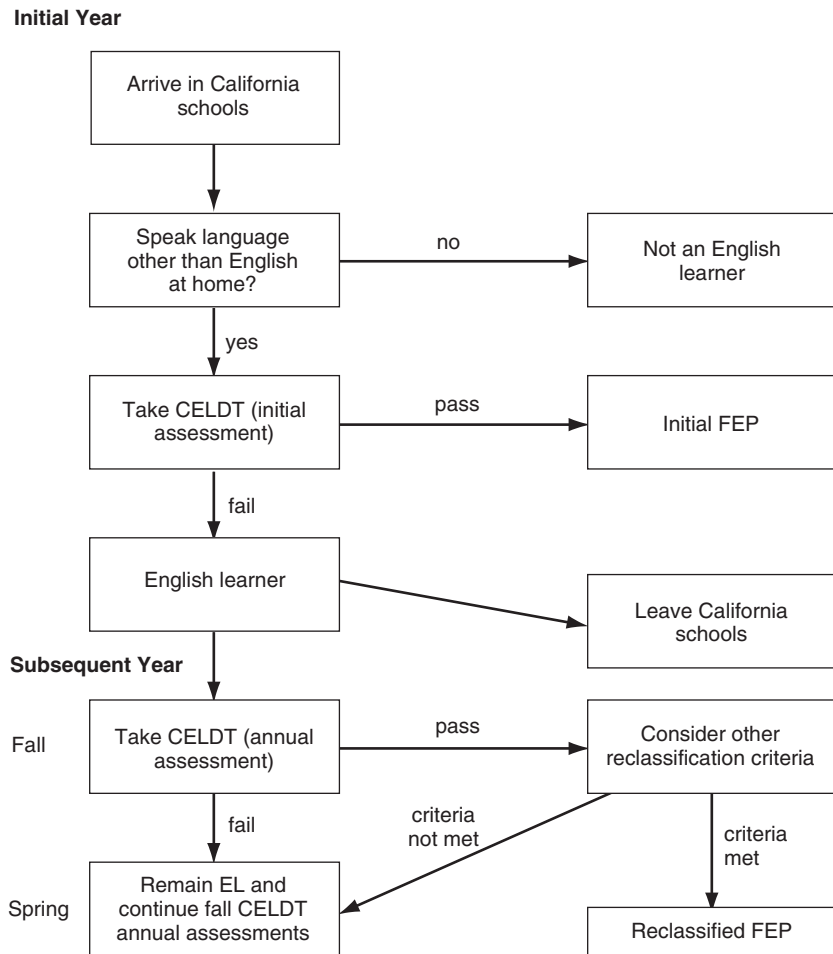 Initial Year
Arrive in California
schools
Speak language
other than English
at home?
no
Not an English
learner
yes
Take CELDT (initial
assessment)
pass
Initial FEP
fail
English learner
Leave California
schools
Subsequent Year
Fall
Take CELDT (annual
assessment)
pass
Consider other
reclassification criteria
fail
criteria
not met
criteria
met
Spring
Remain EL and
continue fall CELDT
annual assessments
Reclassified FEP